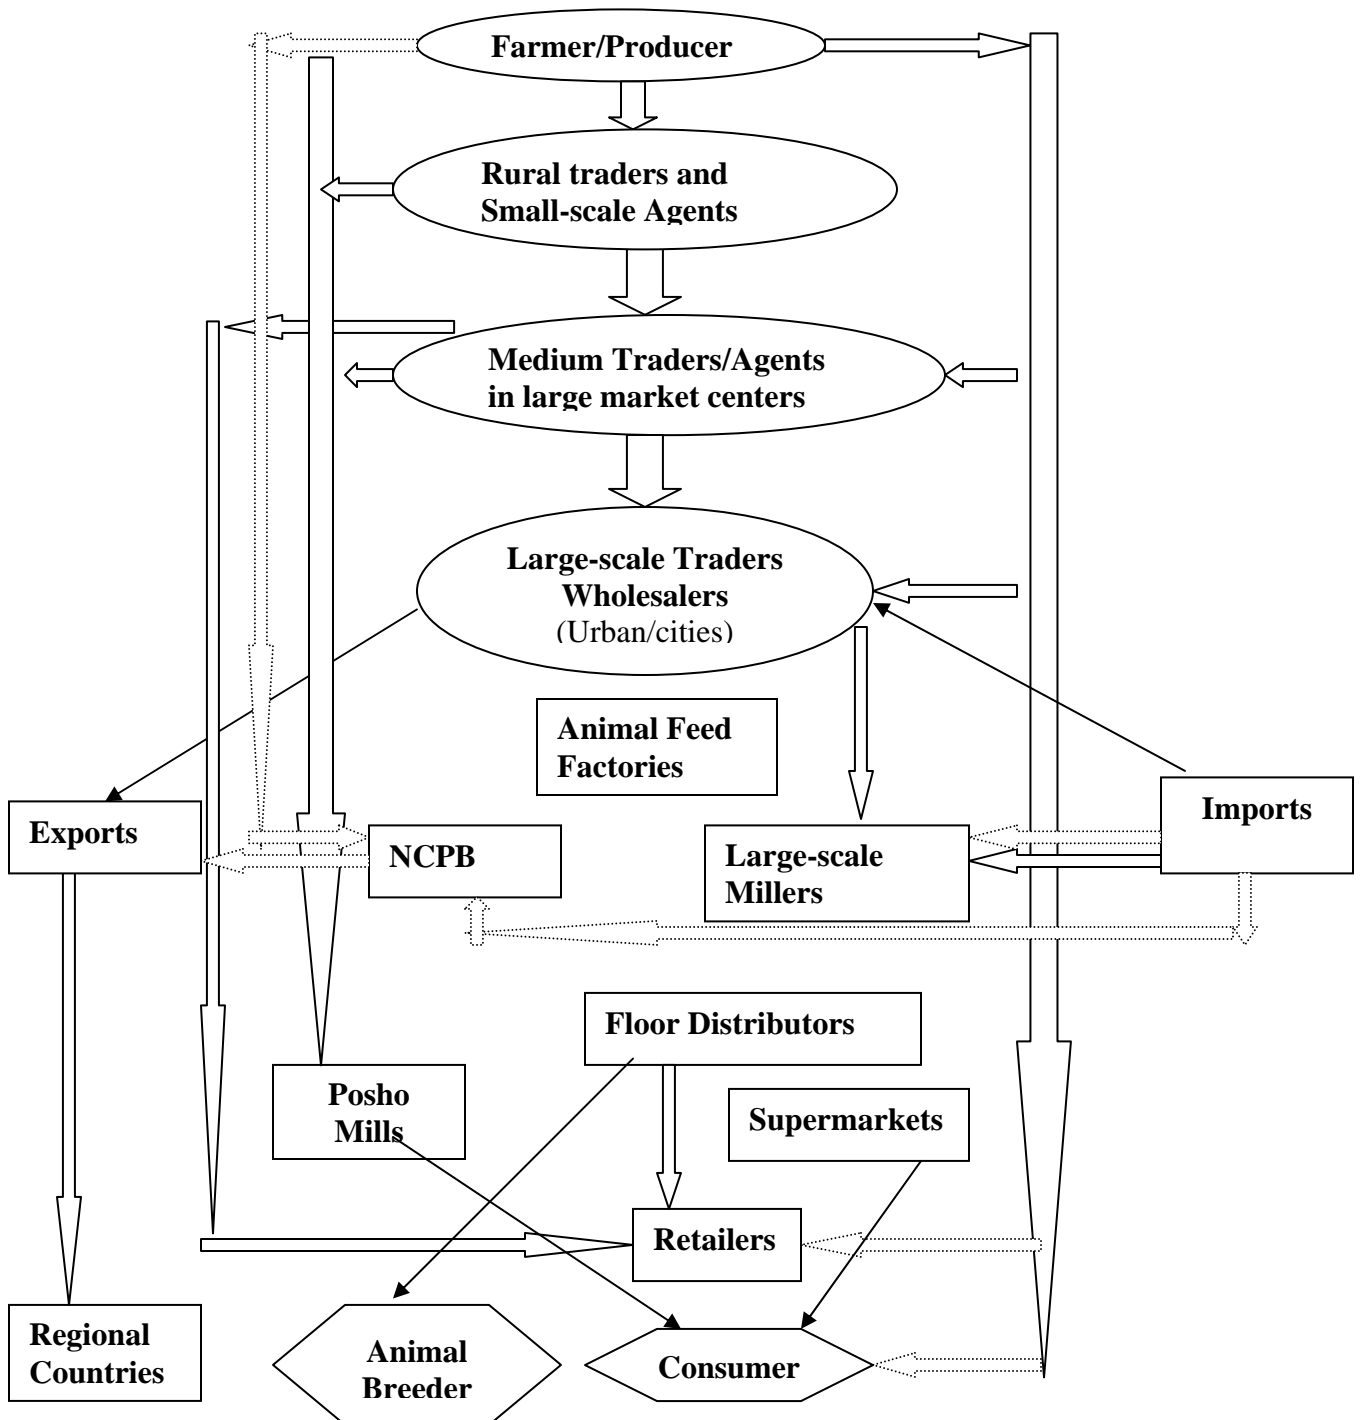 Farmer/Producer
Rural traders and
Small-scale Agents
Medium Traders/Agents
in large market centers
Large-scale Traders
Wholesalers
(Urban/cities)
Animal Feed
Factories
Imports
Exports
NCPB
Large-scale
Millers
Floor Distributors
Posho
Mills
Supermarkets
Retailers
Regional
Countries
Animal
Breeder
Consumer